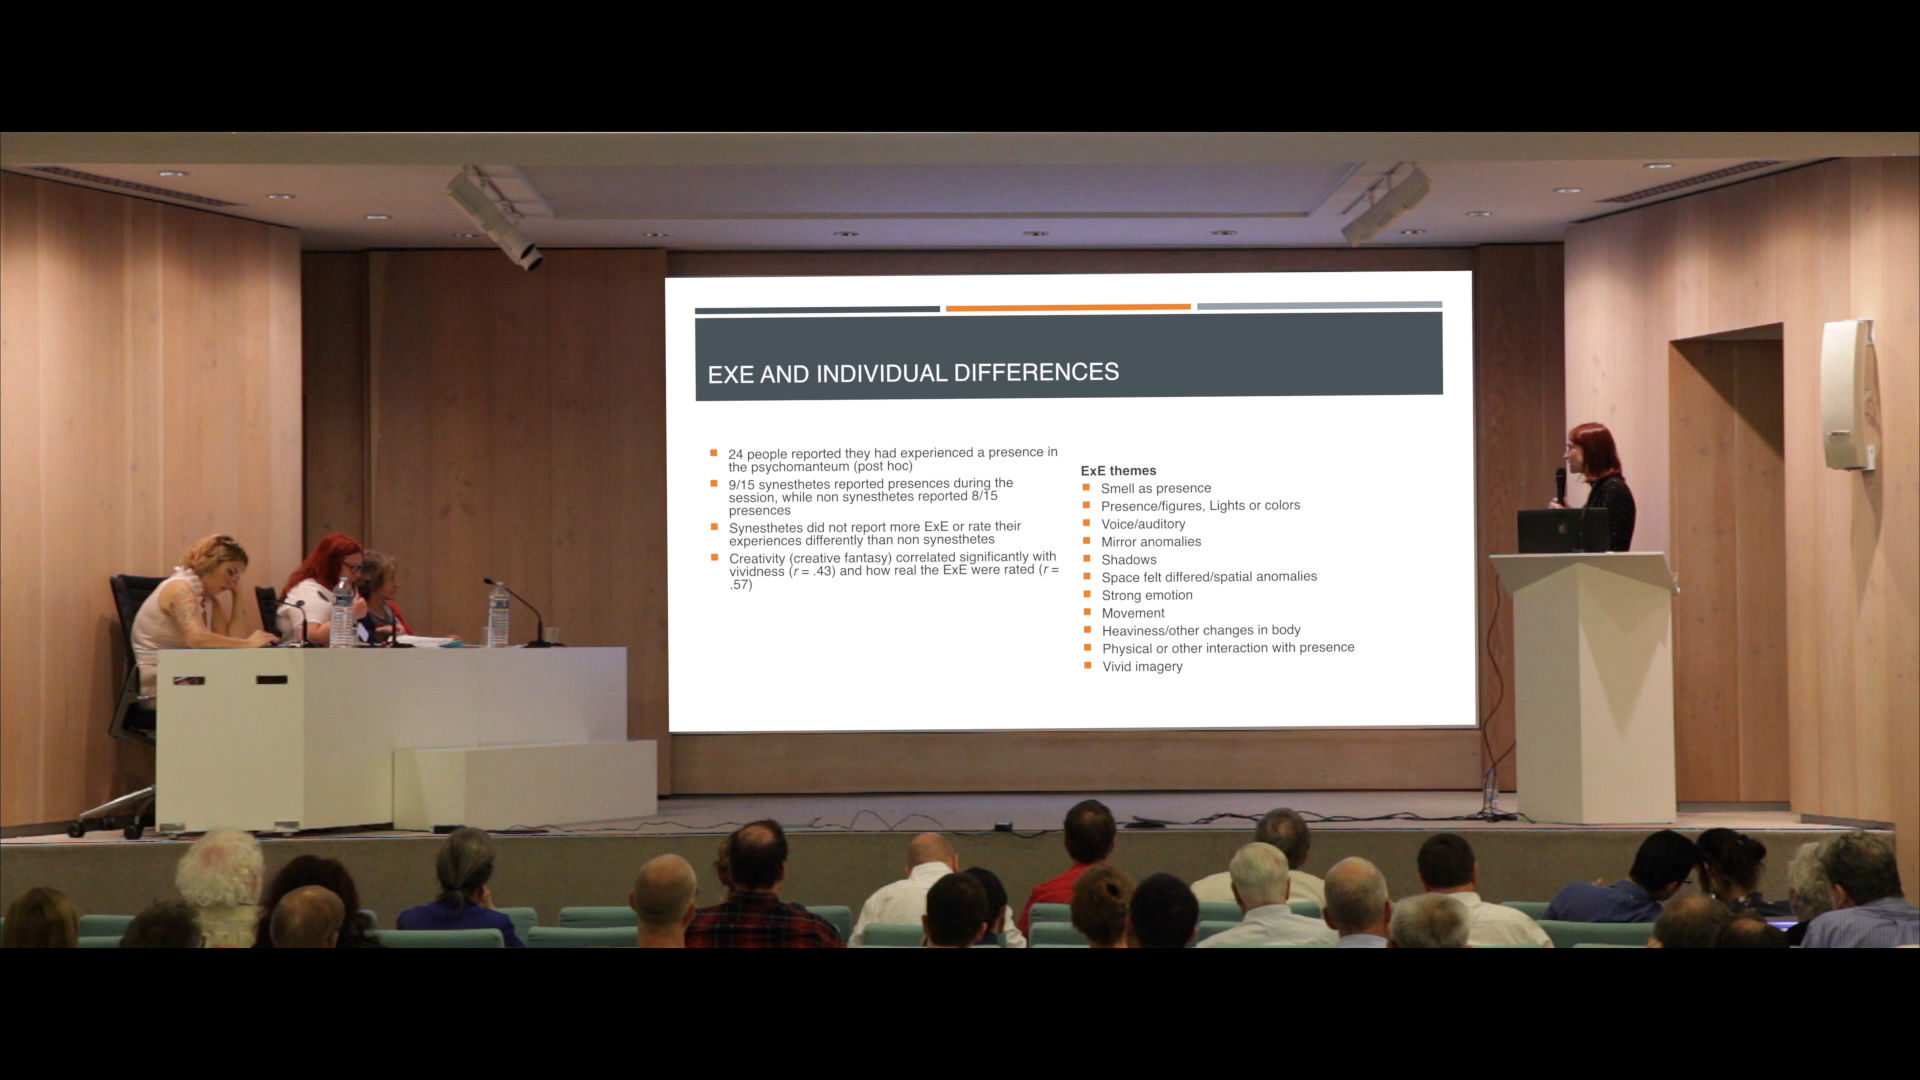 EXE AND INDIVIDUAL DIFFERENCES
24 people reported they had experienced a presence in
the psychomanteum (post hoc)
9/15 synesthetes reported presences during the
session, while non synesthetes reported 8/15
presences
Synesthetes did not report more ExE or rate their
experiences differently than non synesthetes
Creativity (creative fantasy) correlated significantly with
vividness (r = .43) and how real the ExE were rated (r =
.57)
ExE themes
Smell as presence
Presence/figures, Lights or colors
Voice/auditory
Mirror anomalies
Shadows
Space felt differed/spatial anomalies
Strong emotion
Movement
Heaviness/other changes in body
Physical or other interaction with presence
Vivid imagery